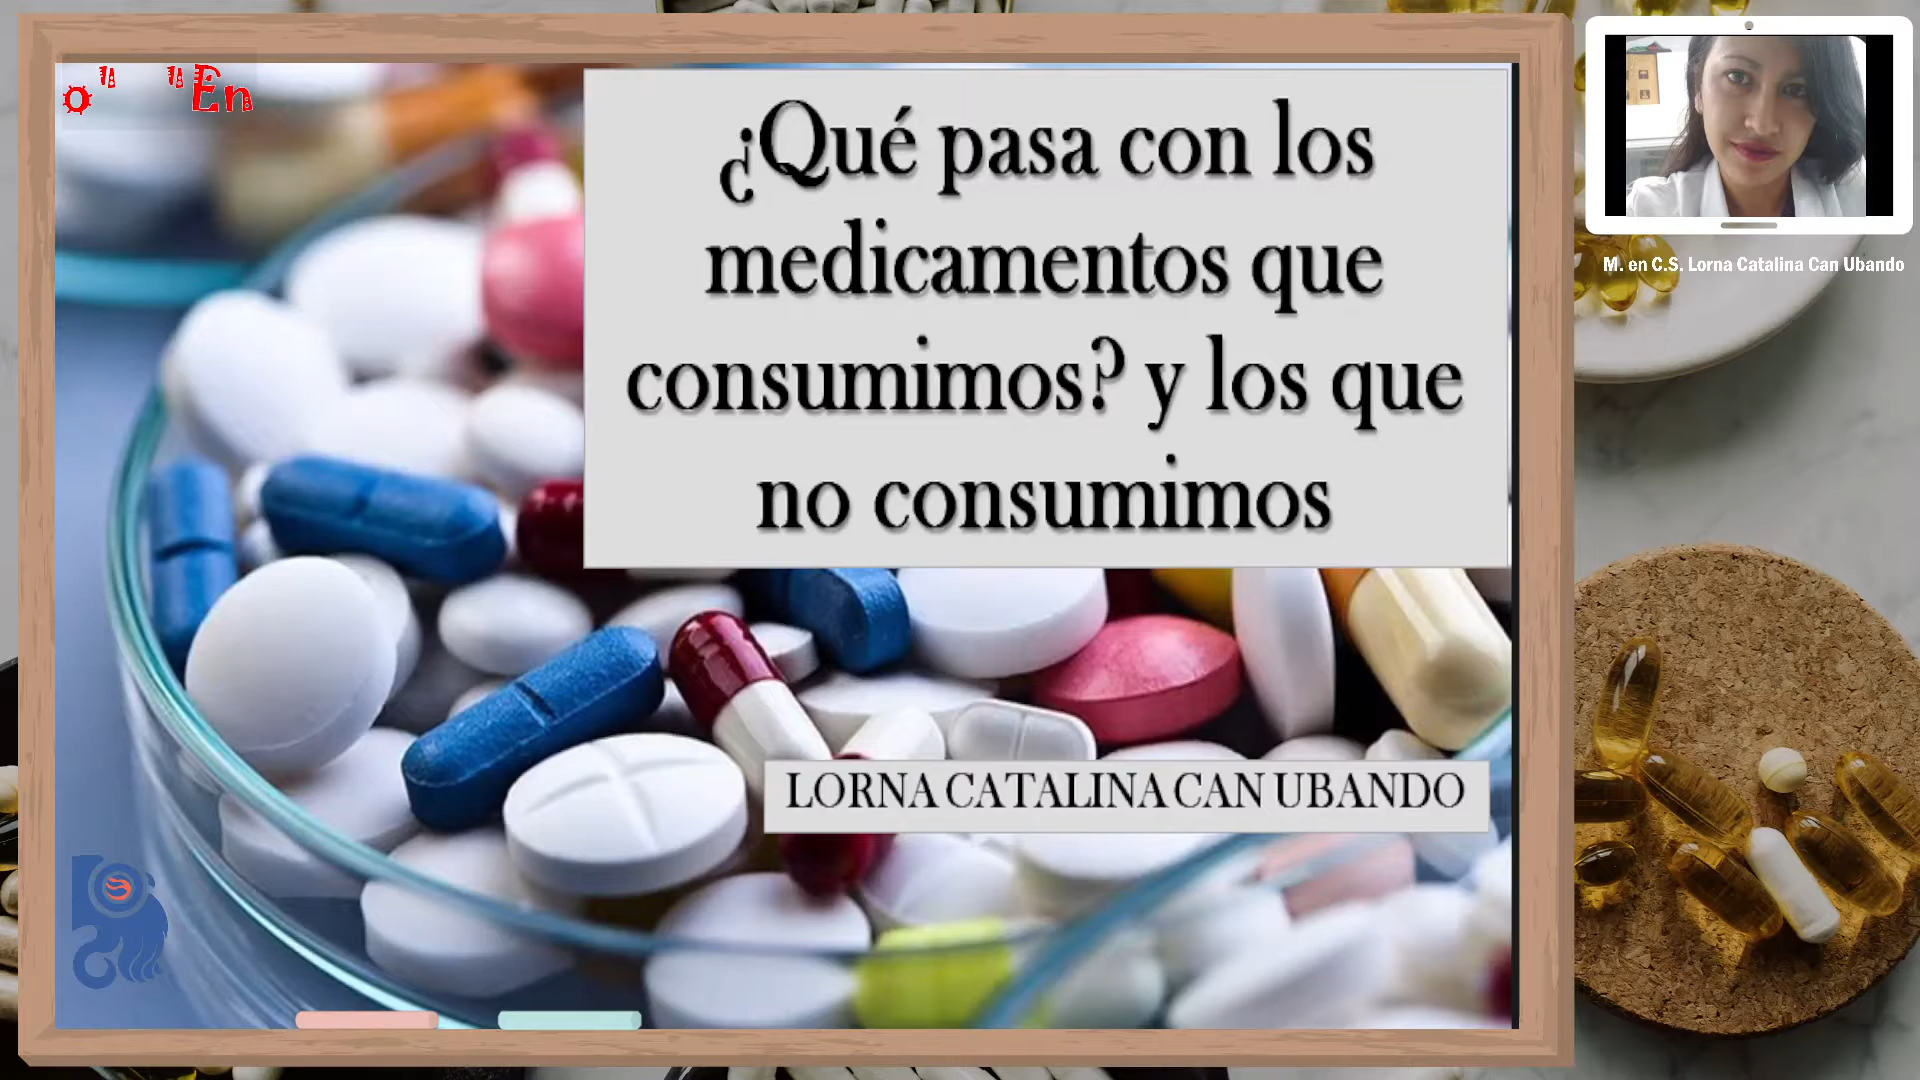 o" "En
¿Qué pasa con los
medicamentos que
consumimos? y los que
no consumimos
LORNA CATALINA CAN UBANDO
M. en C.S. Lorna Catalina Can Ubando